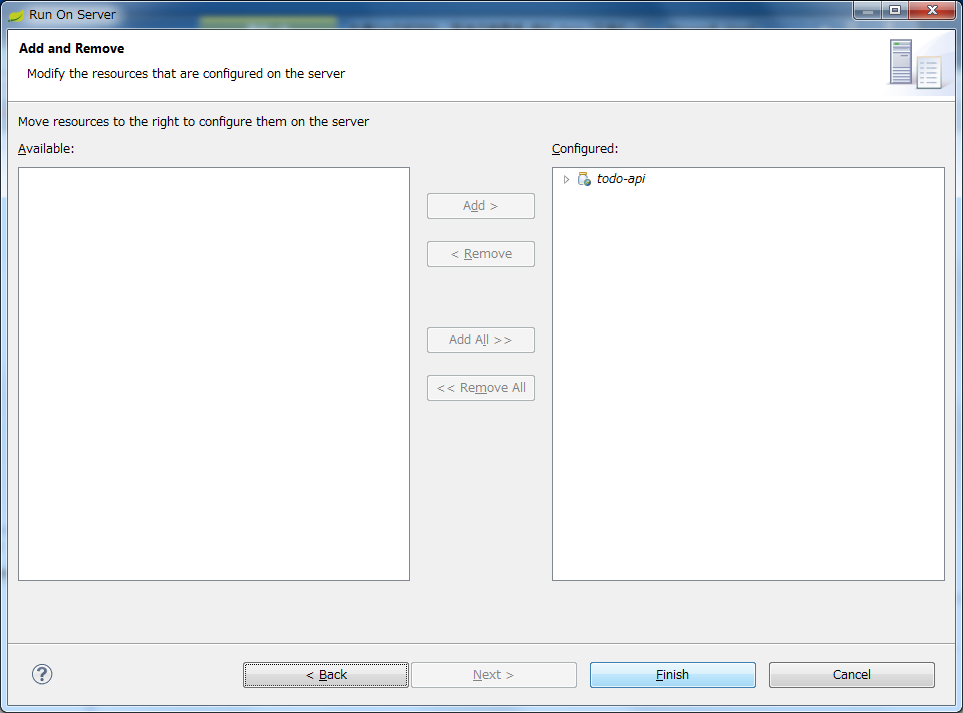 Run On Server
Add and Remove
Modify the resources that are configured on the server
Move resources to the right to configure them on the server
Available:
Configured:
todo-api
Add >
< Remove
Add All >>
<< Remove All
?
< Back
Next >
Finish
Cancel